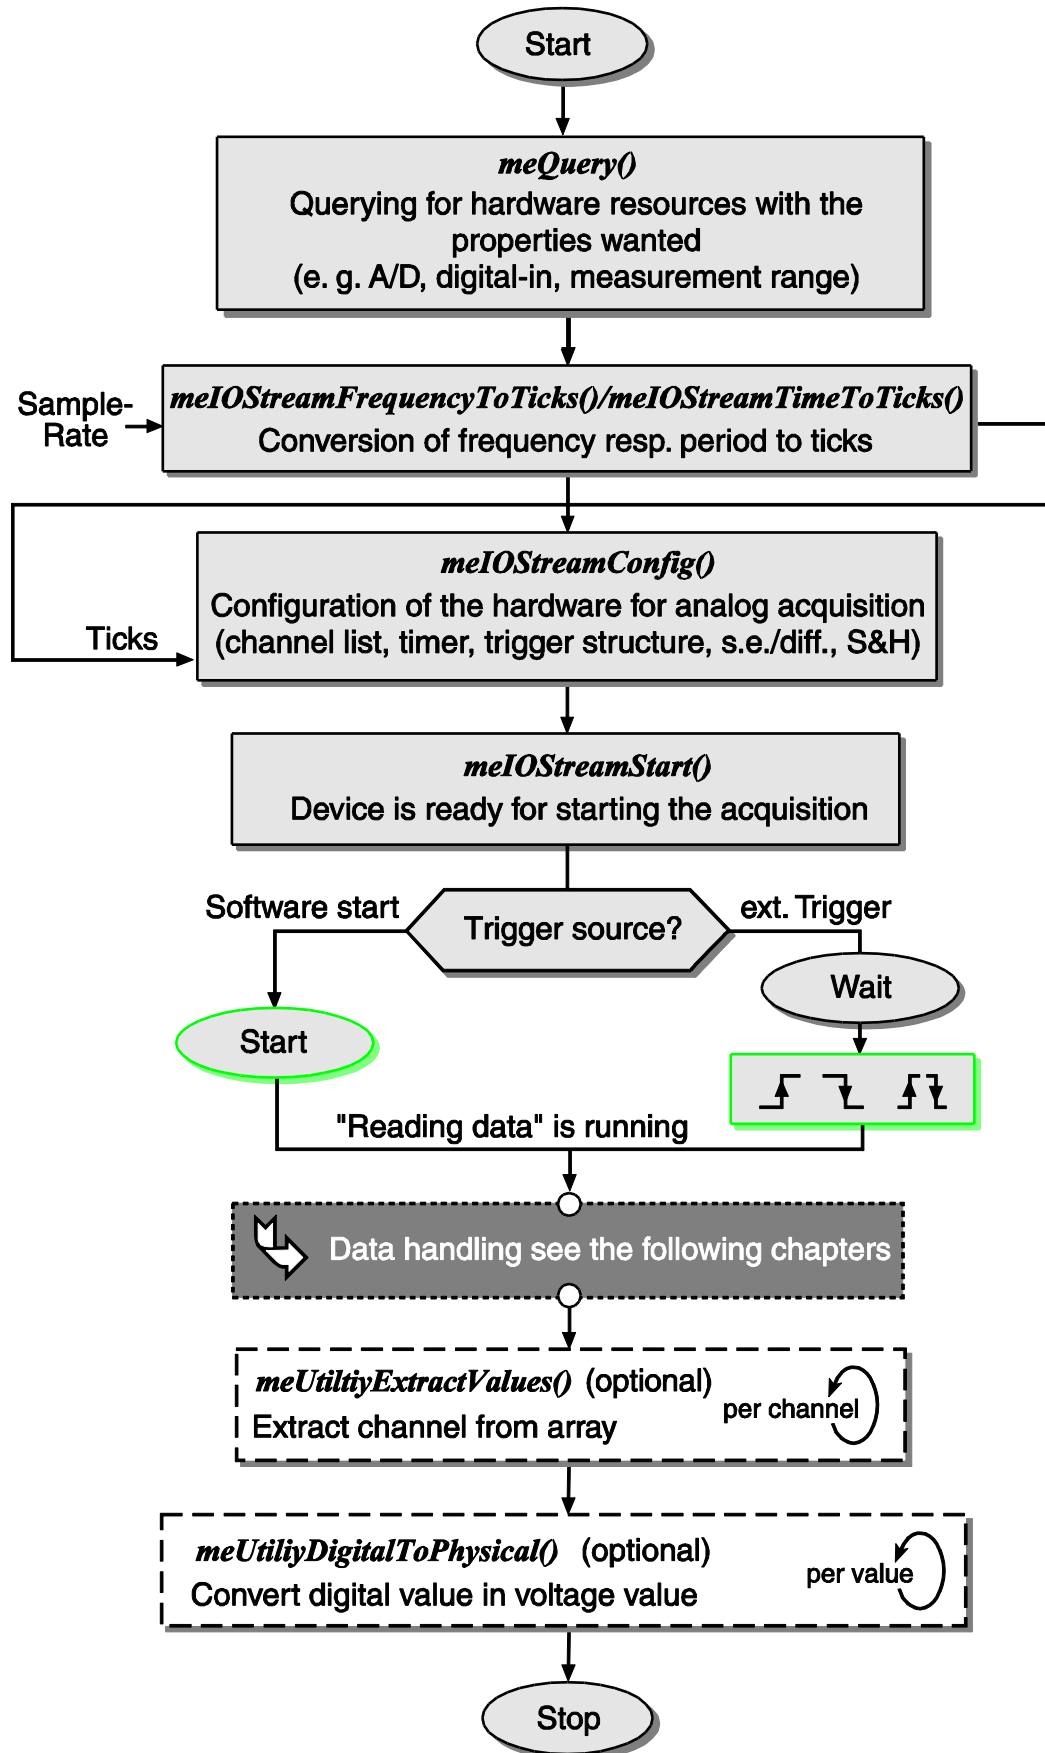 Start
meQuery()
Querying for hardware resources with the
properties wanted
(e. g. A/D, digital-in, measurement range)
Sample-
Rate
meIOStreamFrequencyToTicks()/meIOStreamTimeToTicks()
Conversion of frequency resp. period to ticks
meIOStreamConfig()
Configuration of the hardware for analog acquisition
(channel list, timer, trigger structure, s.e./diff., S&H)
Ticks
meIOStreamStart()
Device is ready for starting the acquisition
Software start
Trigger source?
ext. Trigger
Wait
Start
"Reading data" is running
Data handling see the following chapters
meUtiltiyExtractValues() (optional)
Extract channel from array
per channel
meUtiliyDigitalToPhysical() (optional)
Convert digital value in voltage value
per value
Stop